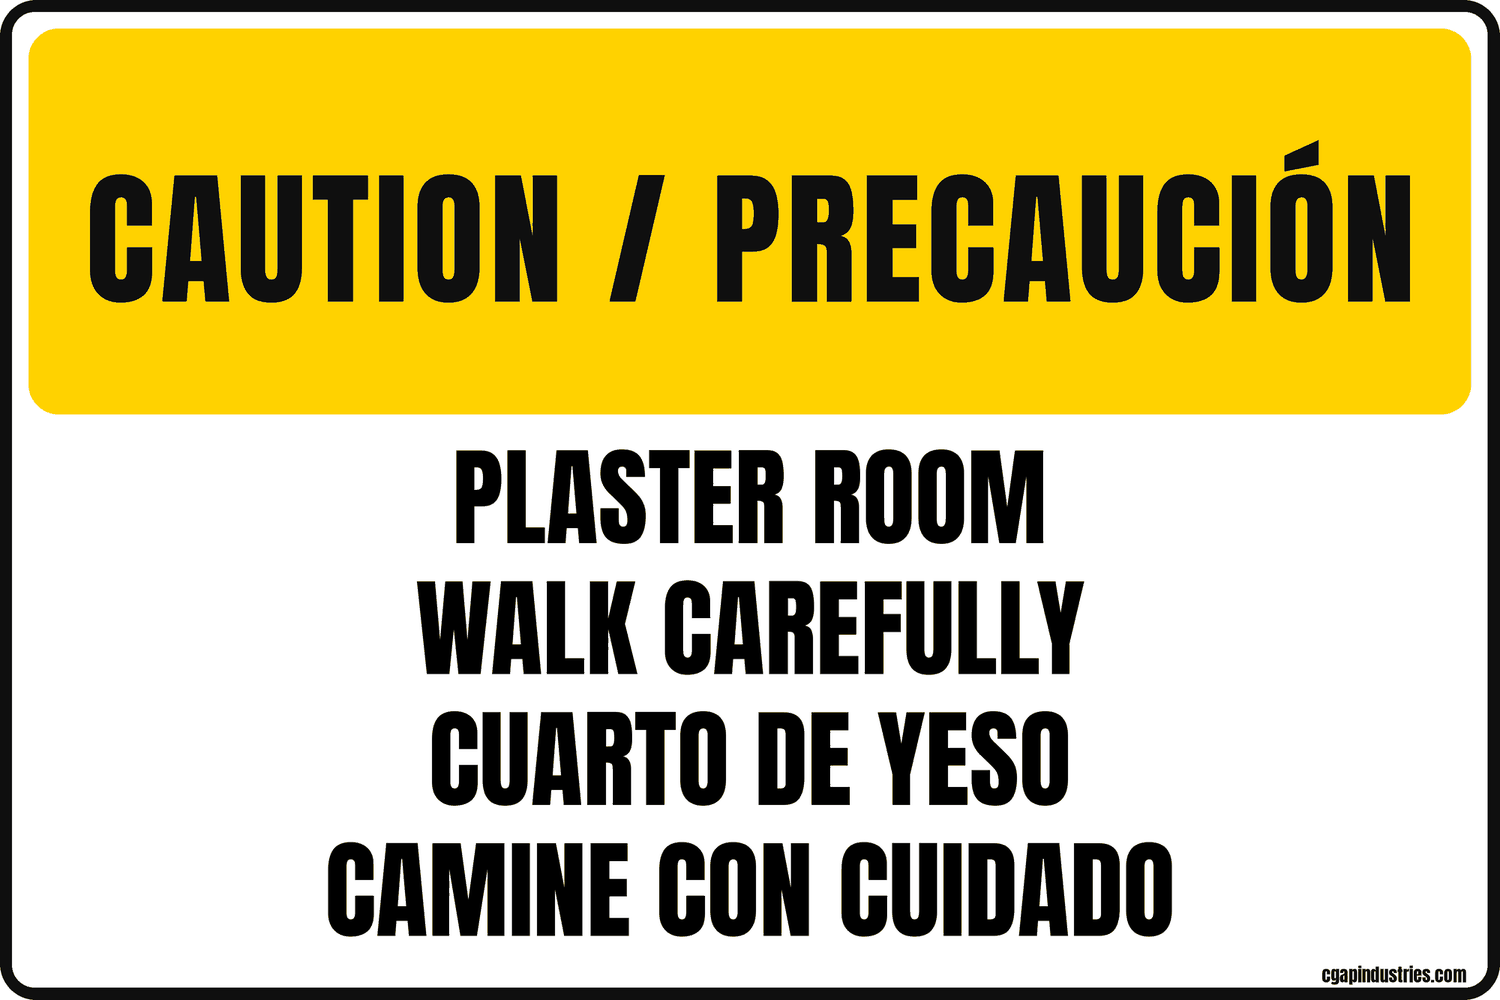 CAUTION / PRECAUCIÓN
PLASTER ROOM
WALK CAREFULLY
CUARTO DE YESO
CAMINE CON CUIDADO
cgapindustries.com